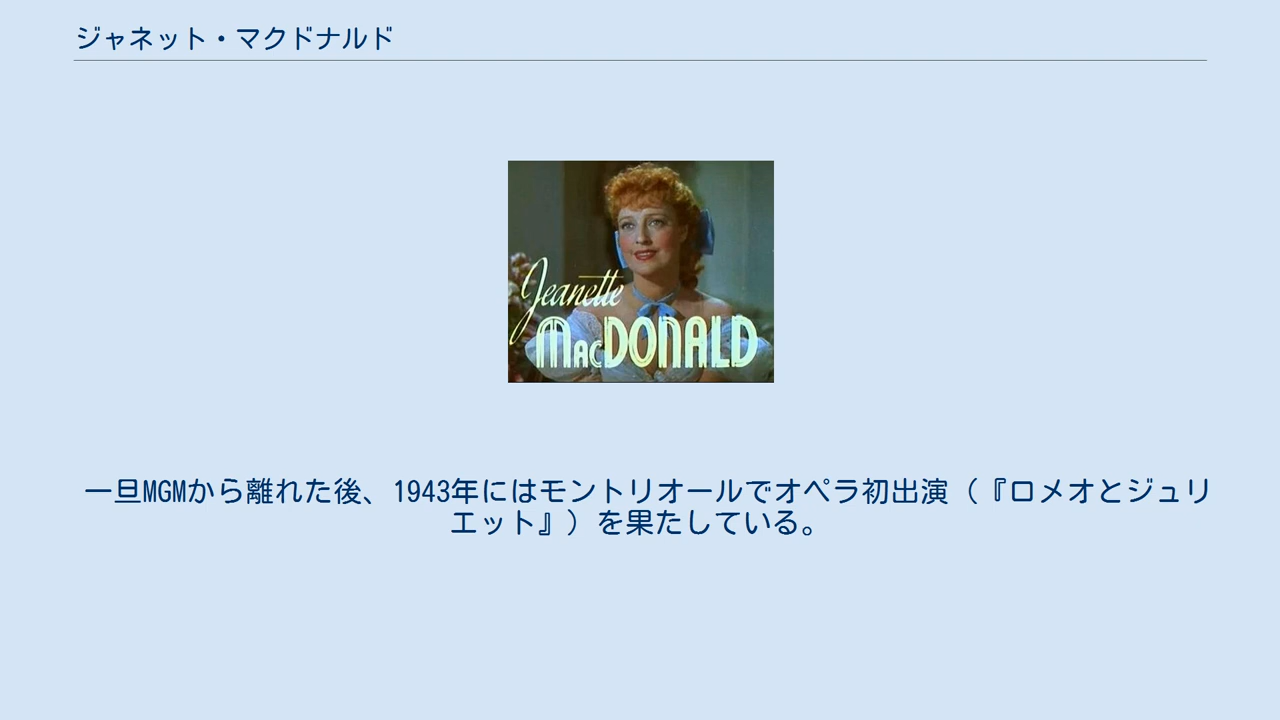 ジャネット・マクドナルド
Jeanette
MacDONALD
一旦MGMから離れた後、1943年にはモントリオールでオペラ初出演（『ロメオとジュリ
エット』）を果たしている。